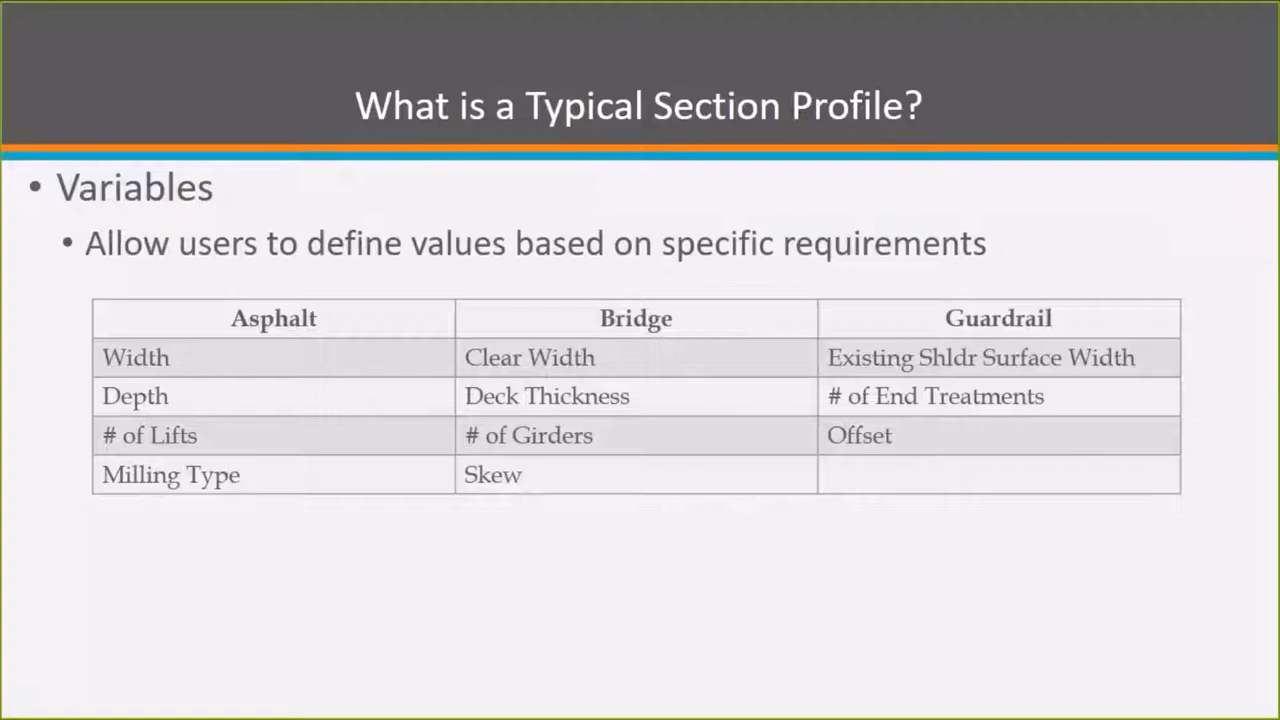 What is a Typical Section Profile?
• Variables
• Allow users to define values based on specific requirements
Asphalt Bridge Guardrail
Width Clear Width Existing Shldr Surface Width
Depth Deck Thickness # of End Treatments
# of Lifts # of Girders Offset
Milling Type Skew